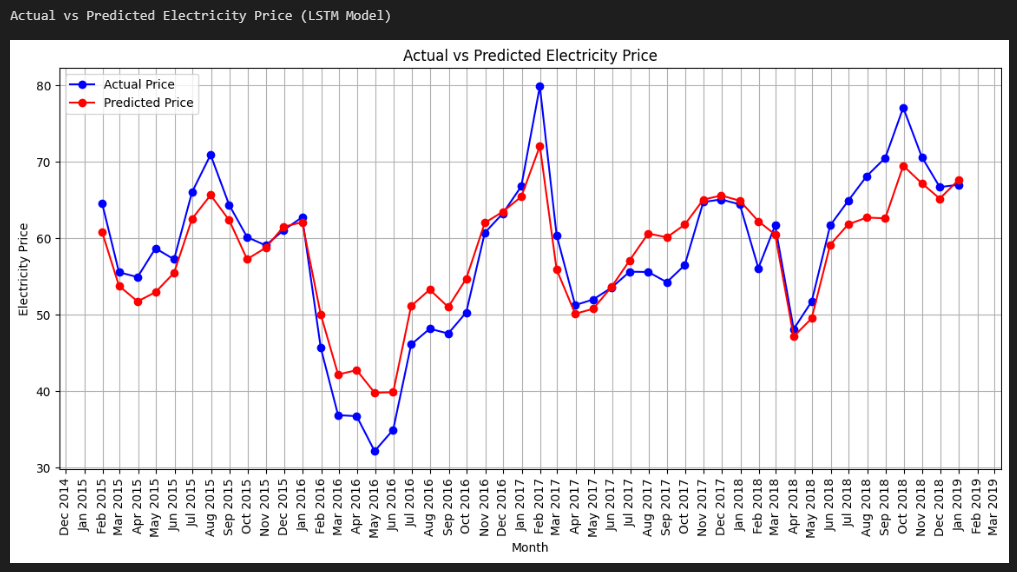 Actual vs Predicted Electricity Price (LSTM Model)
Actual vs Predicted Electricity Price
Actual Price
Predicted Price
80
70
60
50
40
30
Electricity Price
Dec 2014
Jan 2015
Feb 2015
Mar 2015
Apr 2015
May 2015
Jun 2015
Jul 2015
Aug 2015
Sep 2015
Oct 2015
Nov 2015
Dec 2015
Jan 2016
Feb 2016
Mar 2016
Apr 2016
May 2016
Jun 2016
Jul 2016
Aug 2016
Sep 2016
Oct 2016
Nov 2016
Dec 2016
Jan 2017
Feb 2017
Mar 2017
Apr 2017
May 2017
Jun 2017
Jul 2017
Aug 2017
Sep 2017
Oct 2017
Nov 2017
Dec 2017
Jan 2018
Feb 2018
Mar 2018
Apr 2018
May 2018
Jun 2018
Jul 2018
Aug 2018
Sep 2018
Oct 2018
Nov 2018
Dec 2018
Jan 2019
Feb 2019
Mar 2019
Month